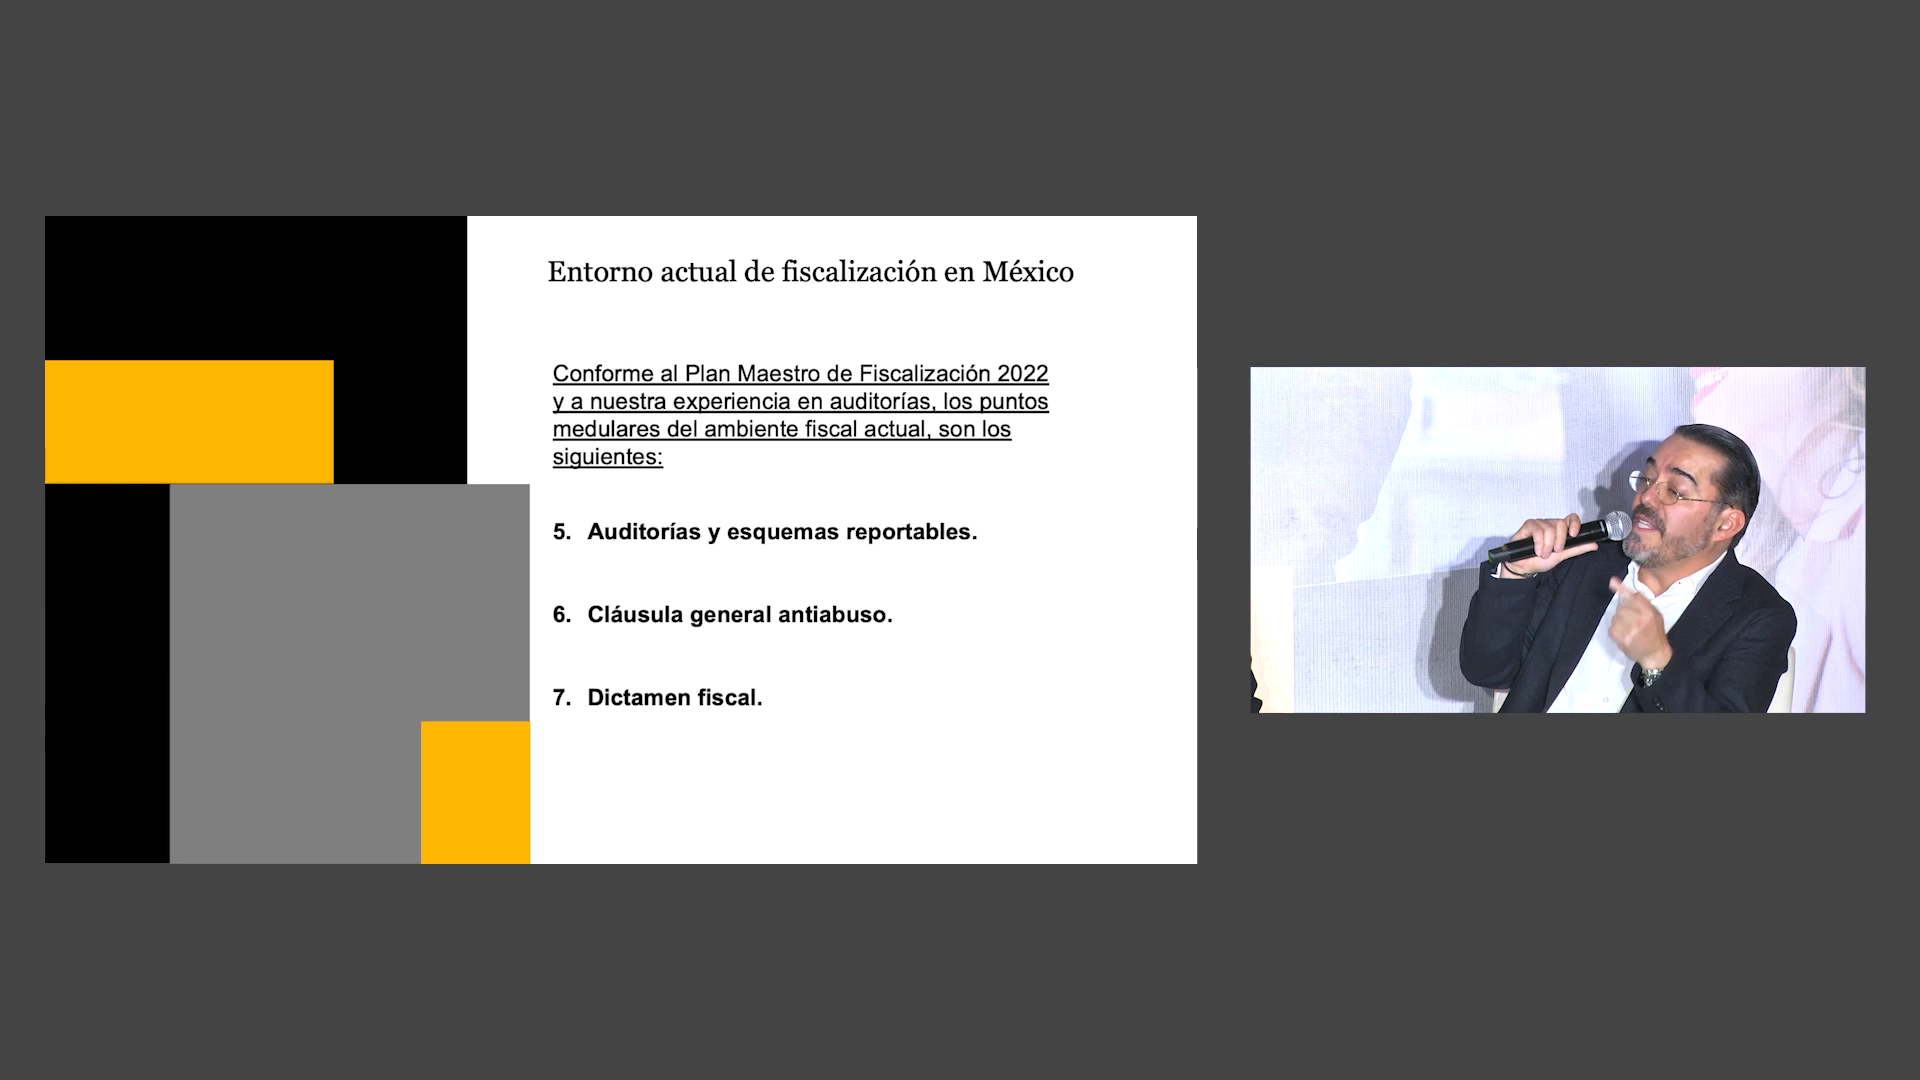 Entorno actual de fiscalización en México
Conforme al Plan Maestro de Fiscalización 2022
y a nuestra experiencia en auditorías, los puntos
medulares del ambiente fiscal actual, son los
siguientes:
5. Auditorías y esquemas reportables.
6. Cláusula general antiabuso.
7. Dictamen fiscal.